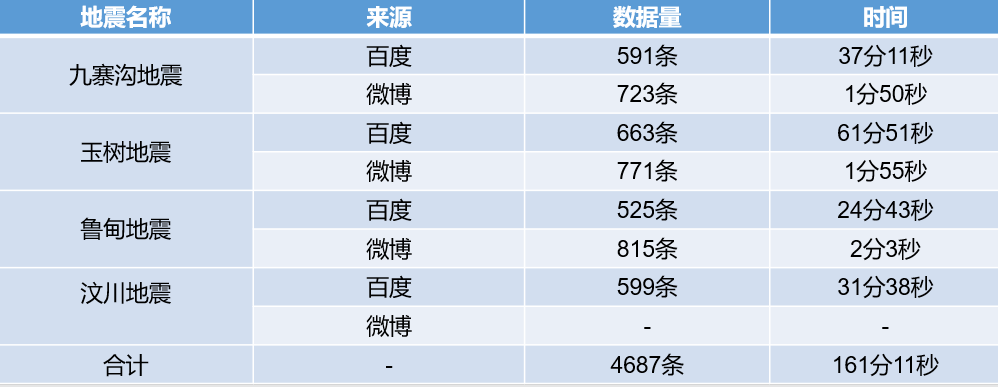 地震名称 来源 数据量 时间
九寨沟地震 百度 591条 37分11秒
微博 723条 1分50秒
玉树地震 百度 663条 61分51秒
微博 771条 1分55秒
鲁甸地震 百度 525条 24分43秒
微博 815条 2分3秒
汶川地震 百度 599条 31分38秒
微博 - -
合计 - 4687条 161分11秒